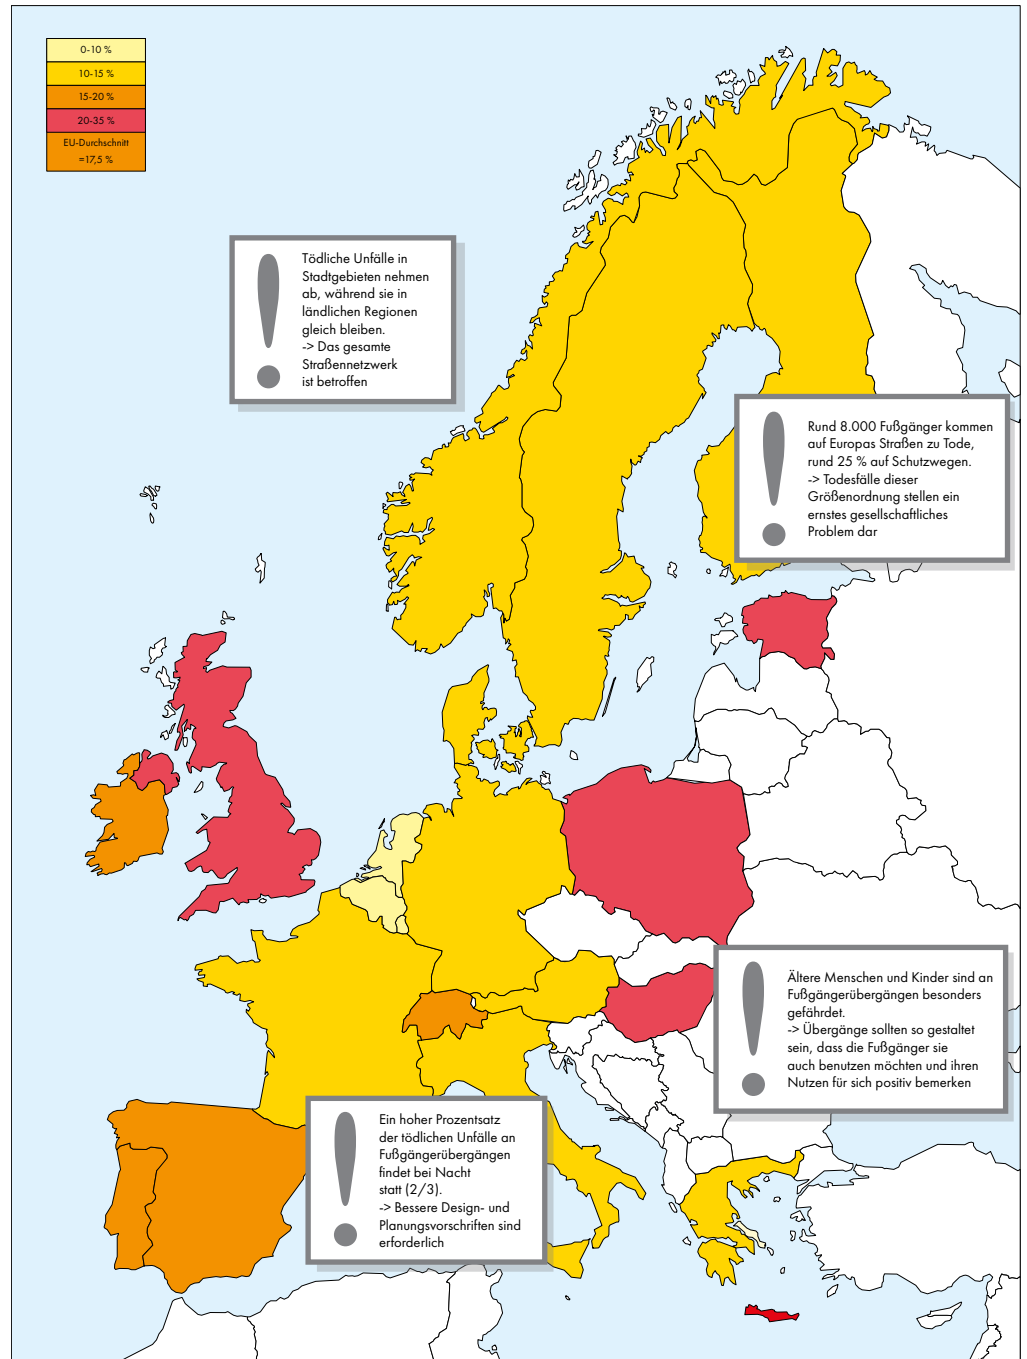 0-10 %
10-15 %
15-20 %
20-35 %
EU-Durchschnitt
=17,5 %
Tödliche Unfälle in
Stadtgebieten nehmen
ab, während sie in
ländlichen Regionen
gleich bleiben.
-> Das gesamte
Straßennetzwerk
ist betroffen
Rund 8.000 Fußgänger kommen
auf Europas Straßen zu Tode,
rund 25 % auf Schutzwegen.
-> Todesfälle dieser
Größenordnung stellen ein
ernstes gesellschaftliches
Problem dar
Ältere Menschen und Kinder sind an
Fußgängerübergängen besonders
gefährdet.
-> Übergänge sollten so gestaltet
sein, dass die Fußgänger sie
auch benutzen möchten und ihren
Nutzen für sich positiv bemerken
Ein hoher Prozentsatz
der tödlichen Unfälle an
Fußgängerübergängen
findet bei Nacht
statt (2/3).
-> Bessere Design- und
Planungsvorschriften sind
erforderlich